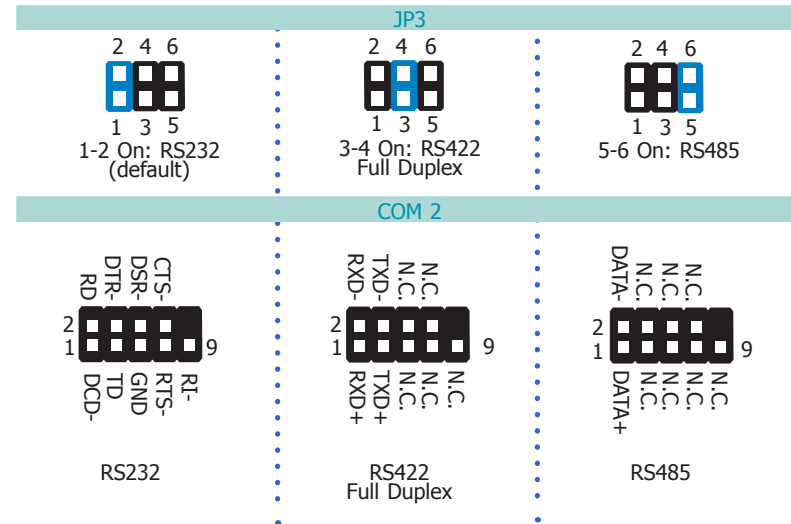 JP3
2 4 6
1 3 5
1-2 On: RS232
(default)
2 4 6
1 3 5
3-4 On: RS422
Full Duplex
2 4 6
1 3 5
5-6 On: RS485
COM 2
RD DTR- DSR- CTS-
2
1 9
DCD- TD GND RTS- RI-
RS232
RXD- TXD- N.C. N.C.
2
1 9
RXD+ TXD+ N.C. N.C. N.C.
RS422
Full Duplex
DATA- N.C. N.C. N.C.
2
1 9
DATA+ N.C. N.C. N.C. N.C.
RS485